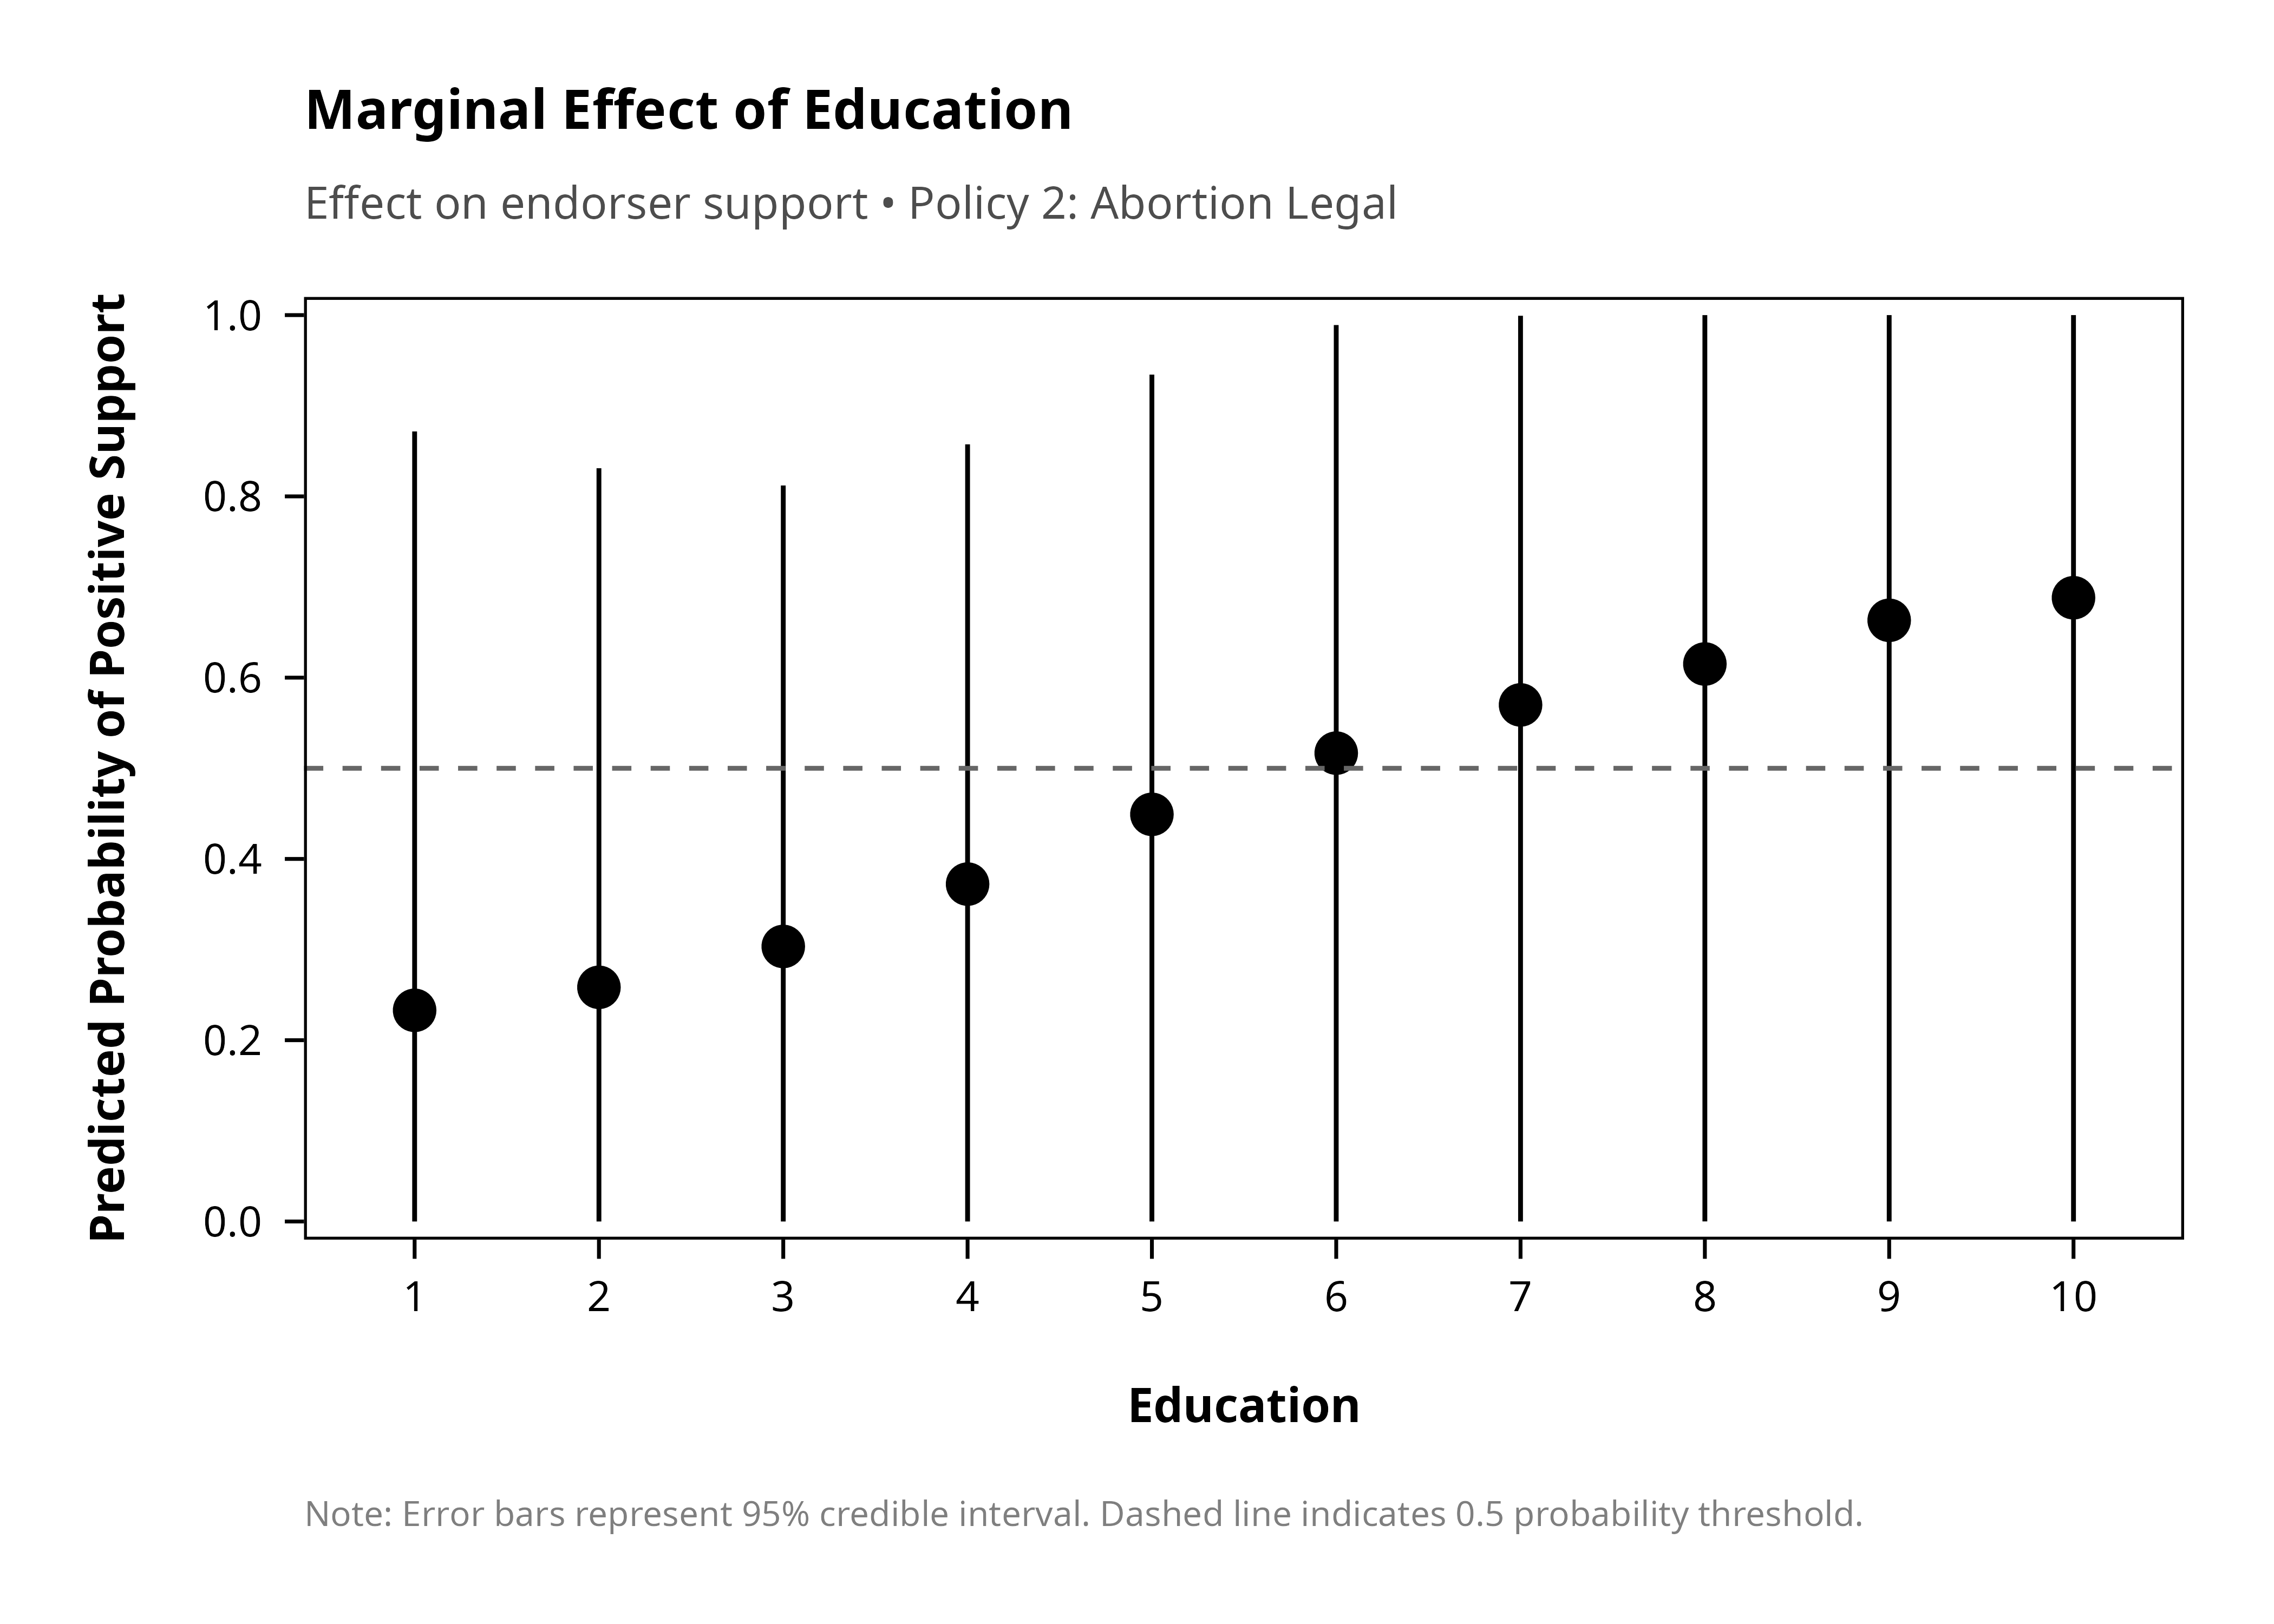 Marginal Effect of Education
Effect on endorser support • Policy 2: Abortion Legal
Predicted Probability of Positive Support
1.0
0.8
0.6
0.4
0.2
0.0
1 2 3 4 5 6 7 8 9 10
Education
Note: Error bars represent 95% credible interval. Dashed line indicates 0.5 probability threshold.